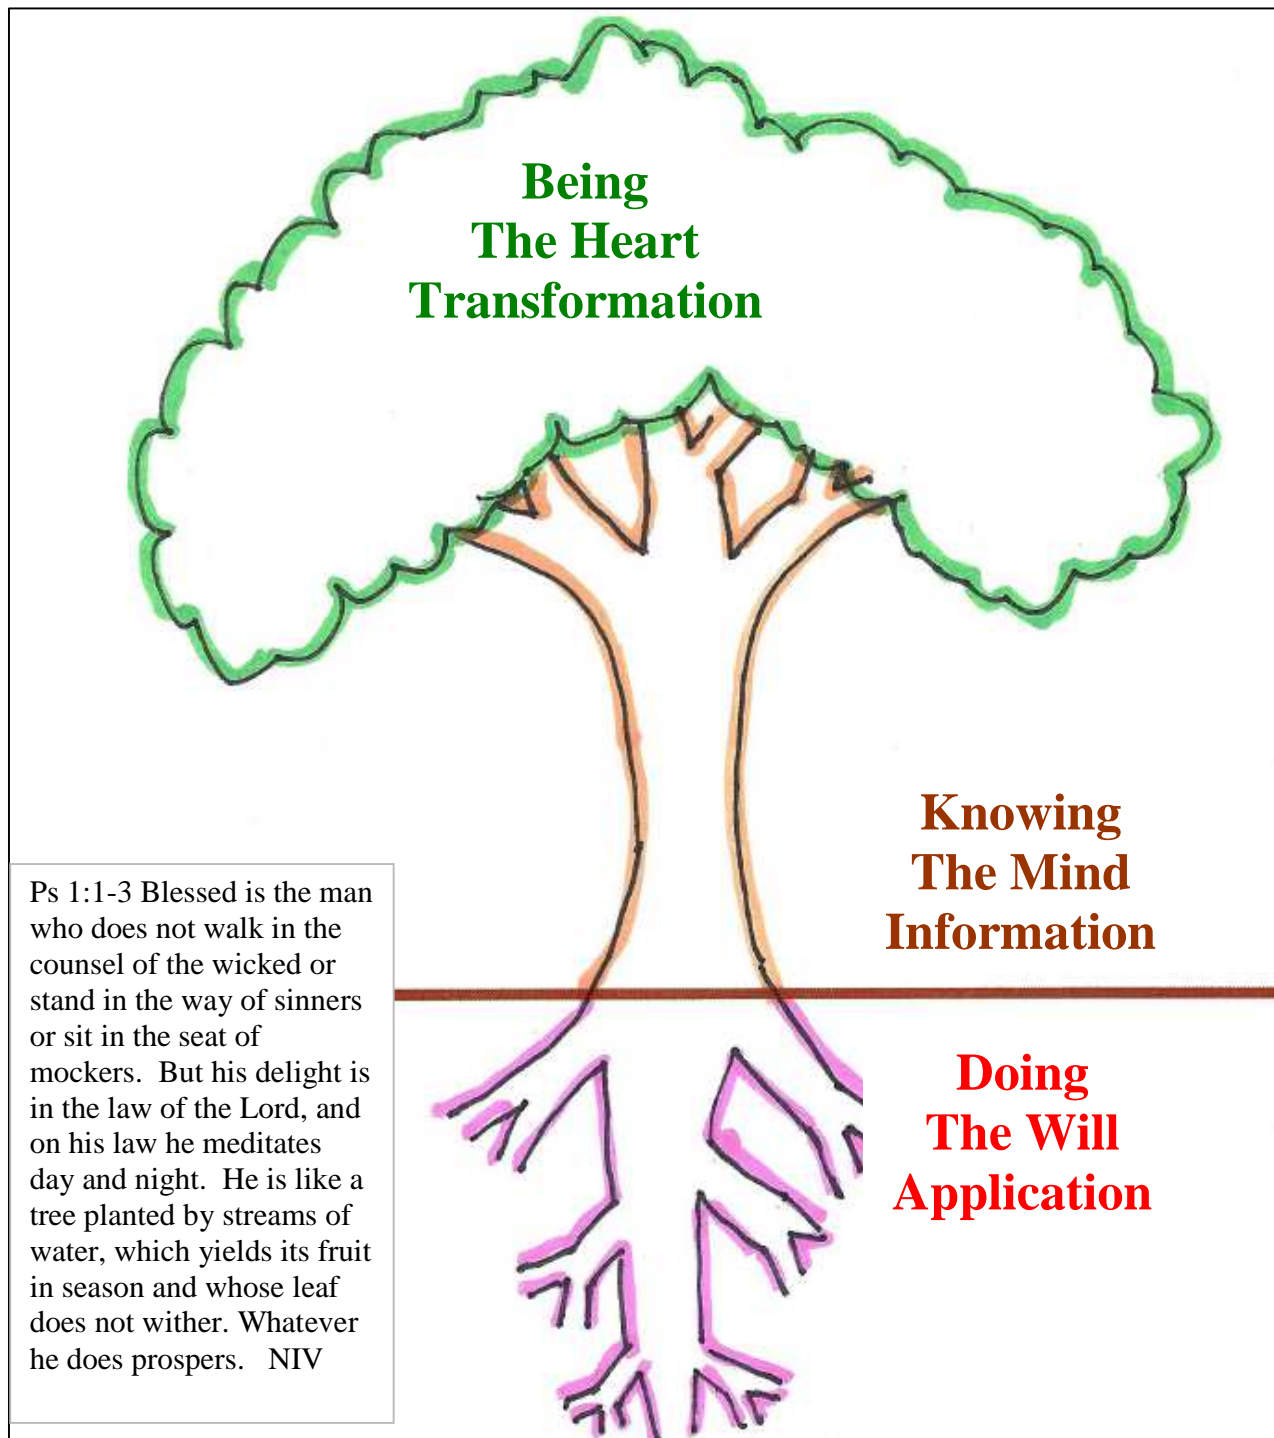 Being
The Heart
Transformation
Knowing
The Mind
Information
Ps 1:1-3 Blessed is the man
who does not walk in the
counsel of the wicked or
stand in the way of sinners
or sit in the seat of
mockers.  But his delight is
in the law of the Lord, and
on his law he meditates
day and night.  He is like a
tree planted by streams of
water, which yields its fruit
in season and whose leaf
does not wither. Whatever
he does prospers.   NIV
Doing
The Will
Application